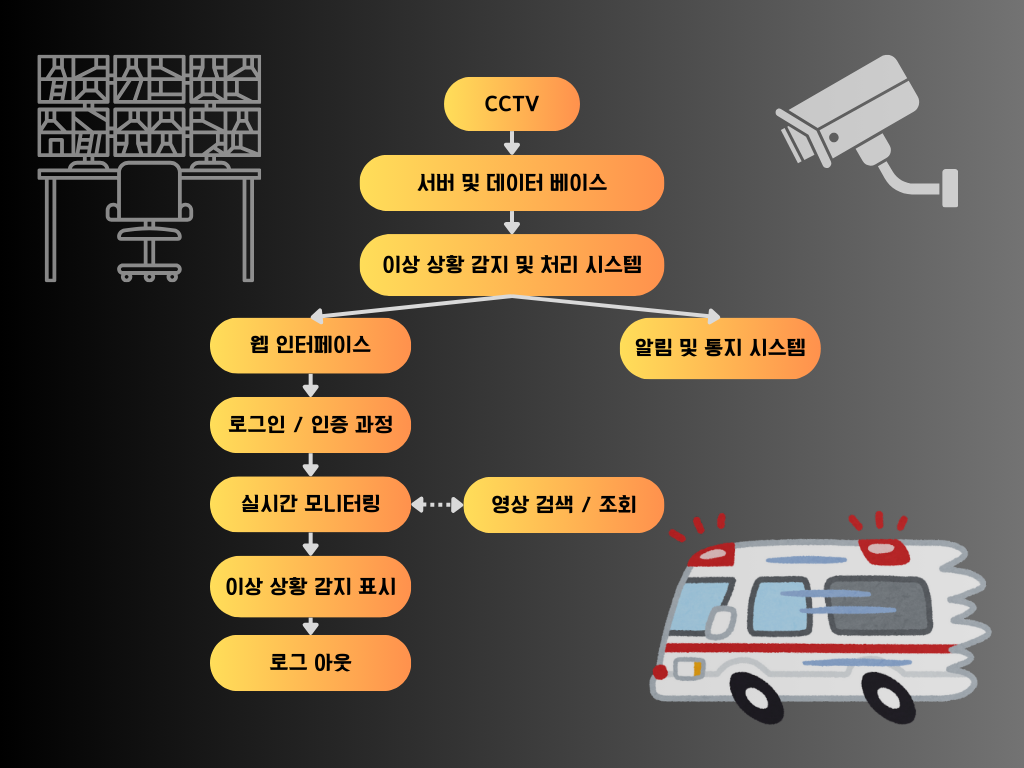 CCTV
서버 및 데이터 베이스
이상 상황 감지 및 처리 시스템
웹 인터페이스
알림 및 통지 시스템
로그인 / 인증 과정
실시간 모니터링
영상 검색 / 조회
이상 상황 감지 표시
로그 아웃